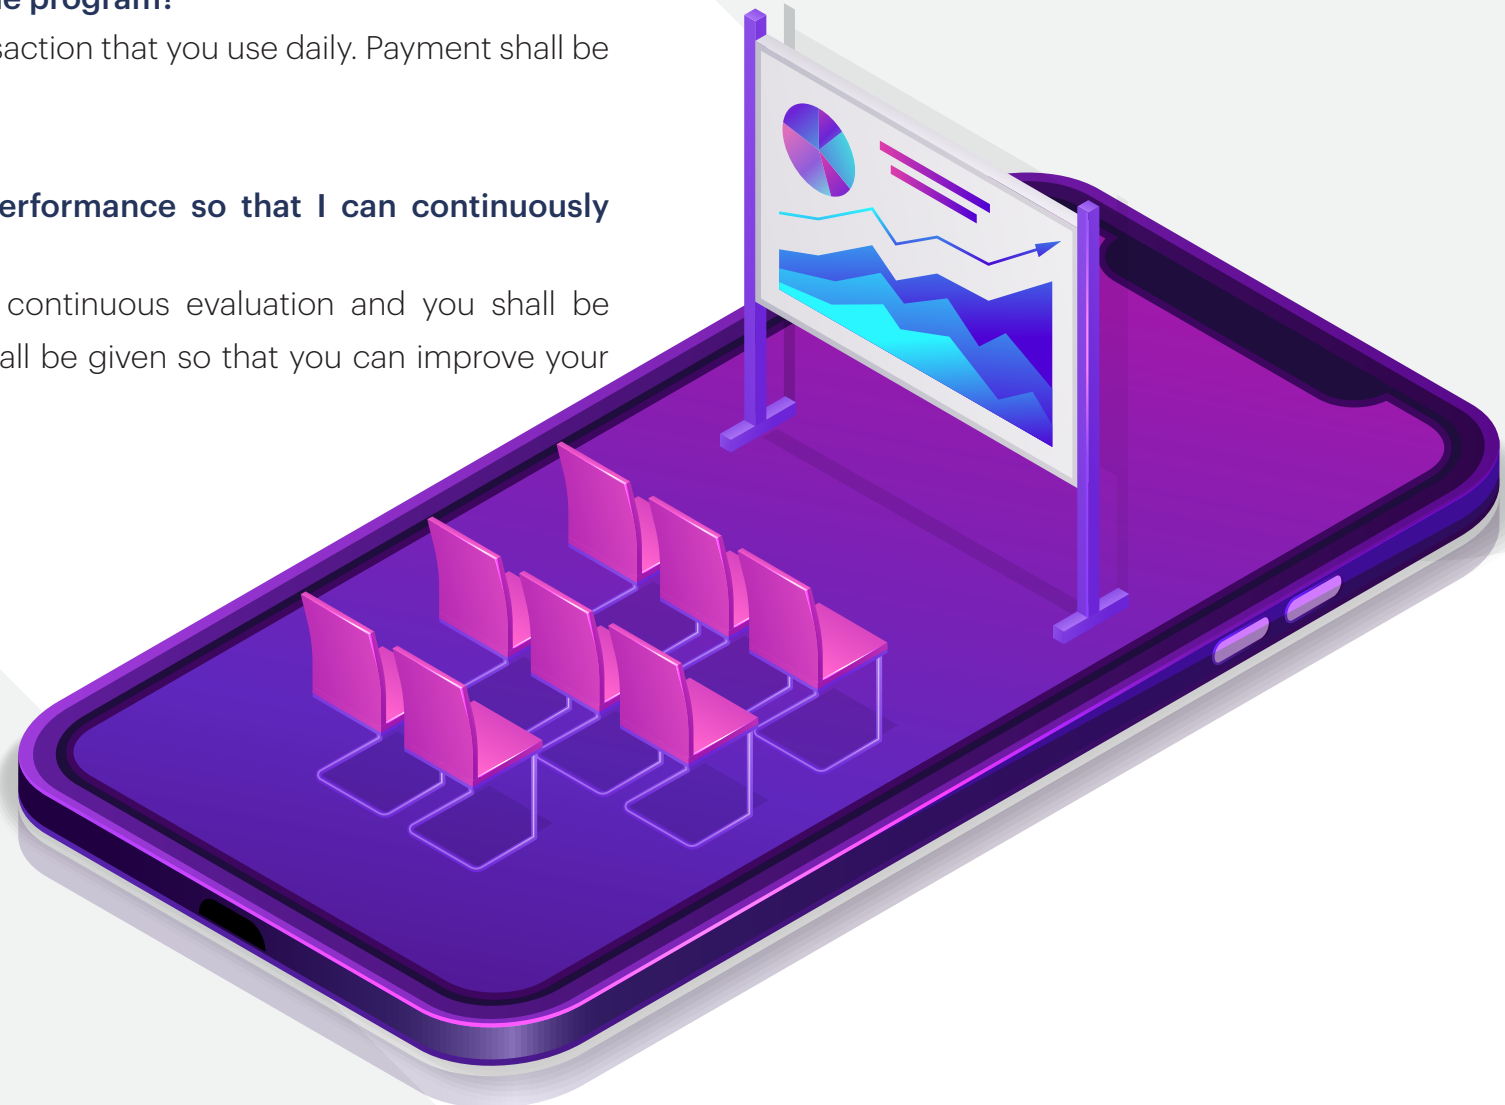 program?
saction that you use daily. Payment shall be
erformance so that I can continuously
continuous evaluation and you shall be
all be given so that you can improve your